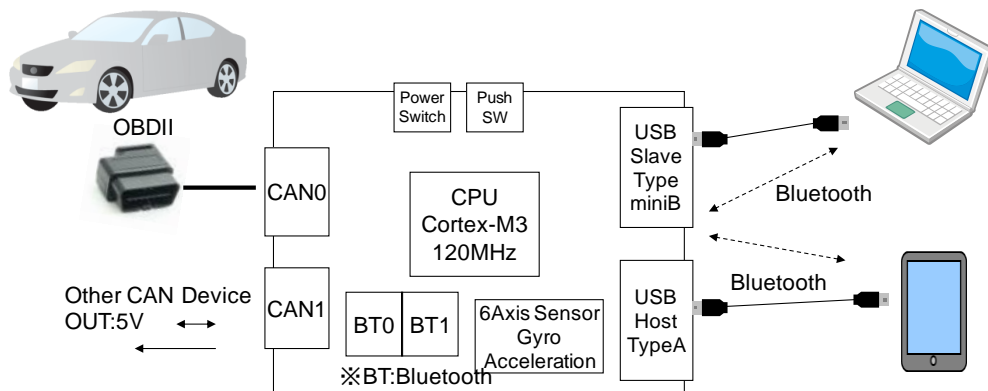 OBDII
Power
Switch
Push
SW
CAN0
CPU
Cortex-M3
120MHz
USB
Slave
Type
miniB
Bluetooth
Other CAN Device
OUT:5V
CAN1
BT0
BT1
6Axis Sensor
Gyro
Acceleration
※BT:Bluetooth
USB
Host
TypeA
Bluetooth